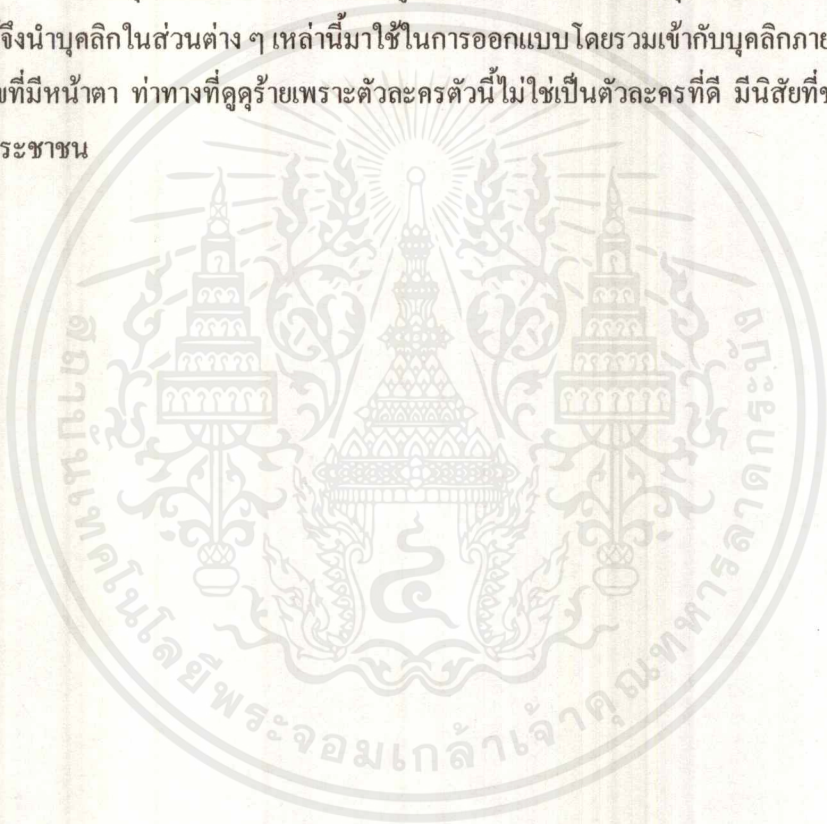 จึงนำบุคลิกในส่วนต่าง ๆ เหล่านี้มาใช้ในการออกแบบโดยรวมเข้ากับบุคลิกภาย
ที่มีหน้าตา ท่าทางที่ดูดุร้ายเพราะตัวละครตัวนี้ไม่ใช่เป็นตัวละครที่ดี มีนิสัยที่
ระชาชน
สถาบันเทคโนโลยีพระจอมเกล้าเจ้าคุณทหารลาดกระบัง